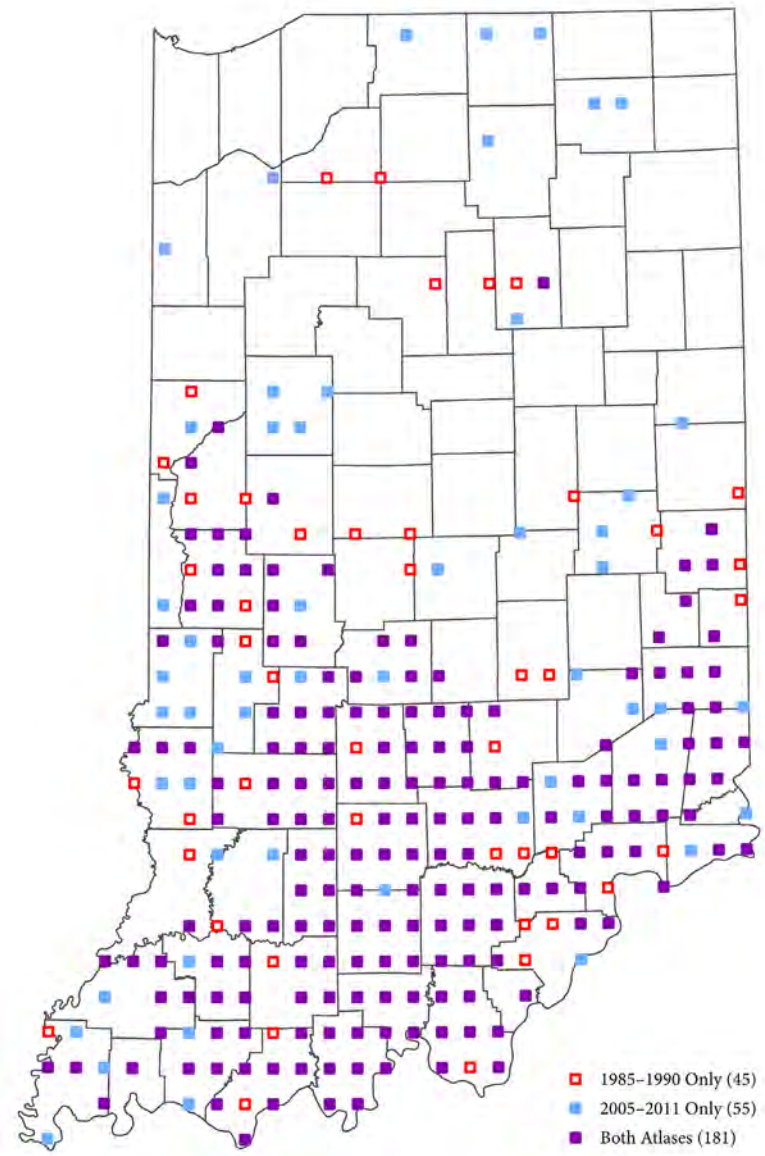 1985–1990 Only (45)
2005–2011 Only (55)
Both Atlases (181)